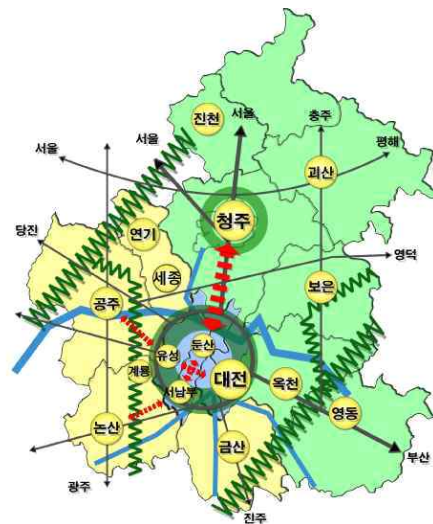 진천
서울
서울
충주
서울
평해
괴산
청주
당진
연기
영덕
세종
보은
공주
둔산
유성
계룡
대전
옥천
서남부
영동
논산
금산
부산
광주
진주